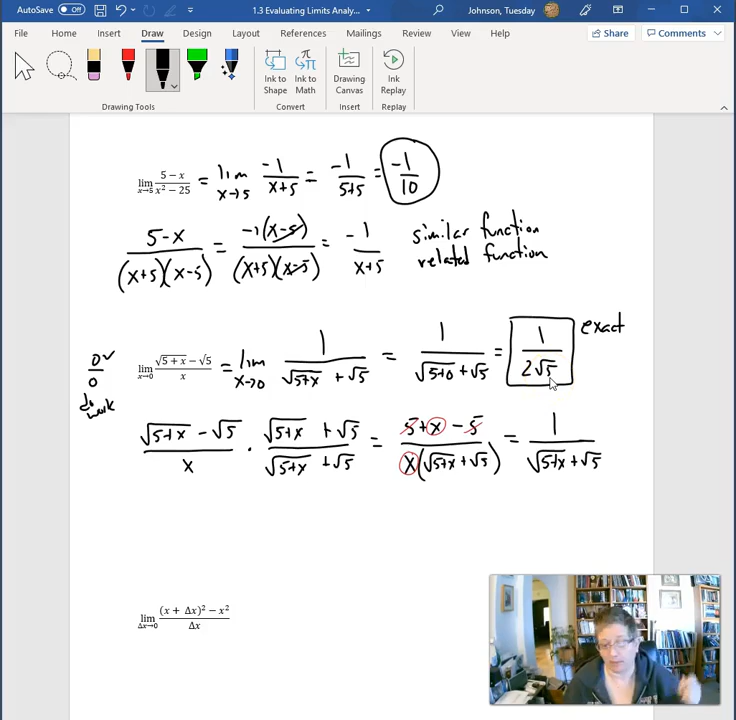 AutoSave Off 1.3 Evaluating Limits Analy... Johnson, Tuesday
File Home Insert Draw Design Layout References Mailings Review View Help Share Comments
Ink to Shape Ink to Math Drawing Canvas Ink Replay
Drawing Tools Convert Insert Replay
lim x→5 (5 − x)/(x² − 25) = lim x→5 -1/(x+5) = -1/(5+5) = -1/10
(5-x)/((x+5)(x-5)) = -1(x-5)/((x+5)(x-5)) = -1/(x+5) similar function
related function
exact
0/0 ✓ lim x→0 (√5 + x − √5)/x = lim x→0 1/(√5+x + √5) = 1/(√5+0 + √5) = 1/(2√5)
do work
(√5+x - √5)/x · (√5+x + √5)/(√5+x + √5) = (5+x-5)/(x(√5+x + √5)) = 1/(√5+x + √5)
lim Δx→0 ((x + Δx)² − x²)/Δx